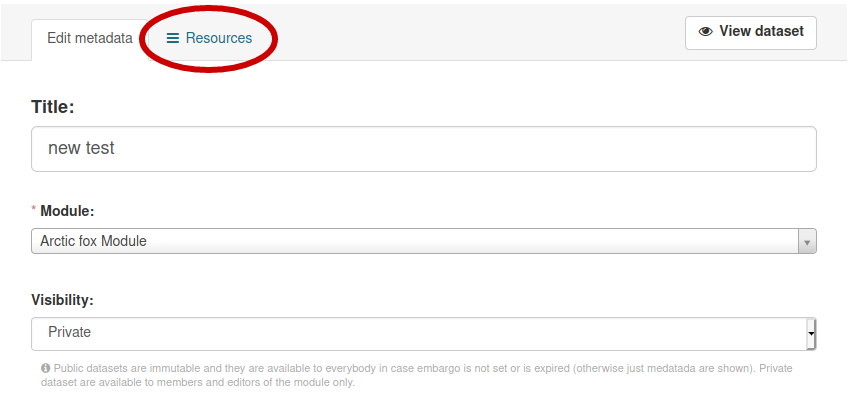 Edit metadata Resources View dataset
Title:
new test
* Module:
Arctic fox Module
Visibility:
Private
Public datasets are immutable and they are available to everybody in case embargo is not set or is expired (otherwise just medatada are shown). Private
dataset are available to members and editors of the module only.